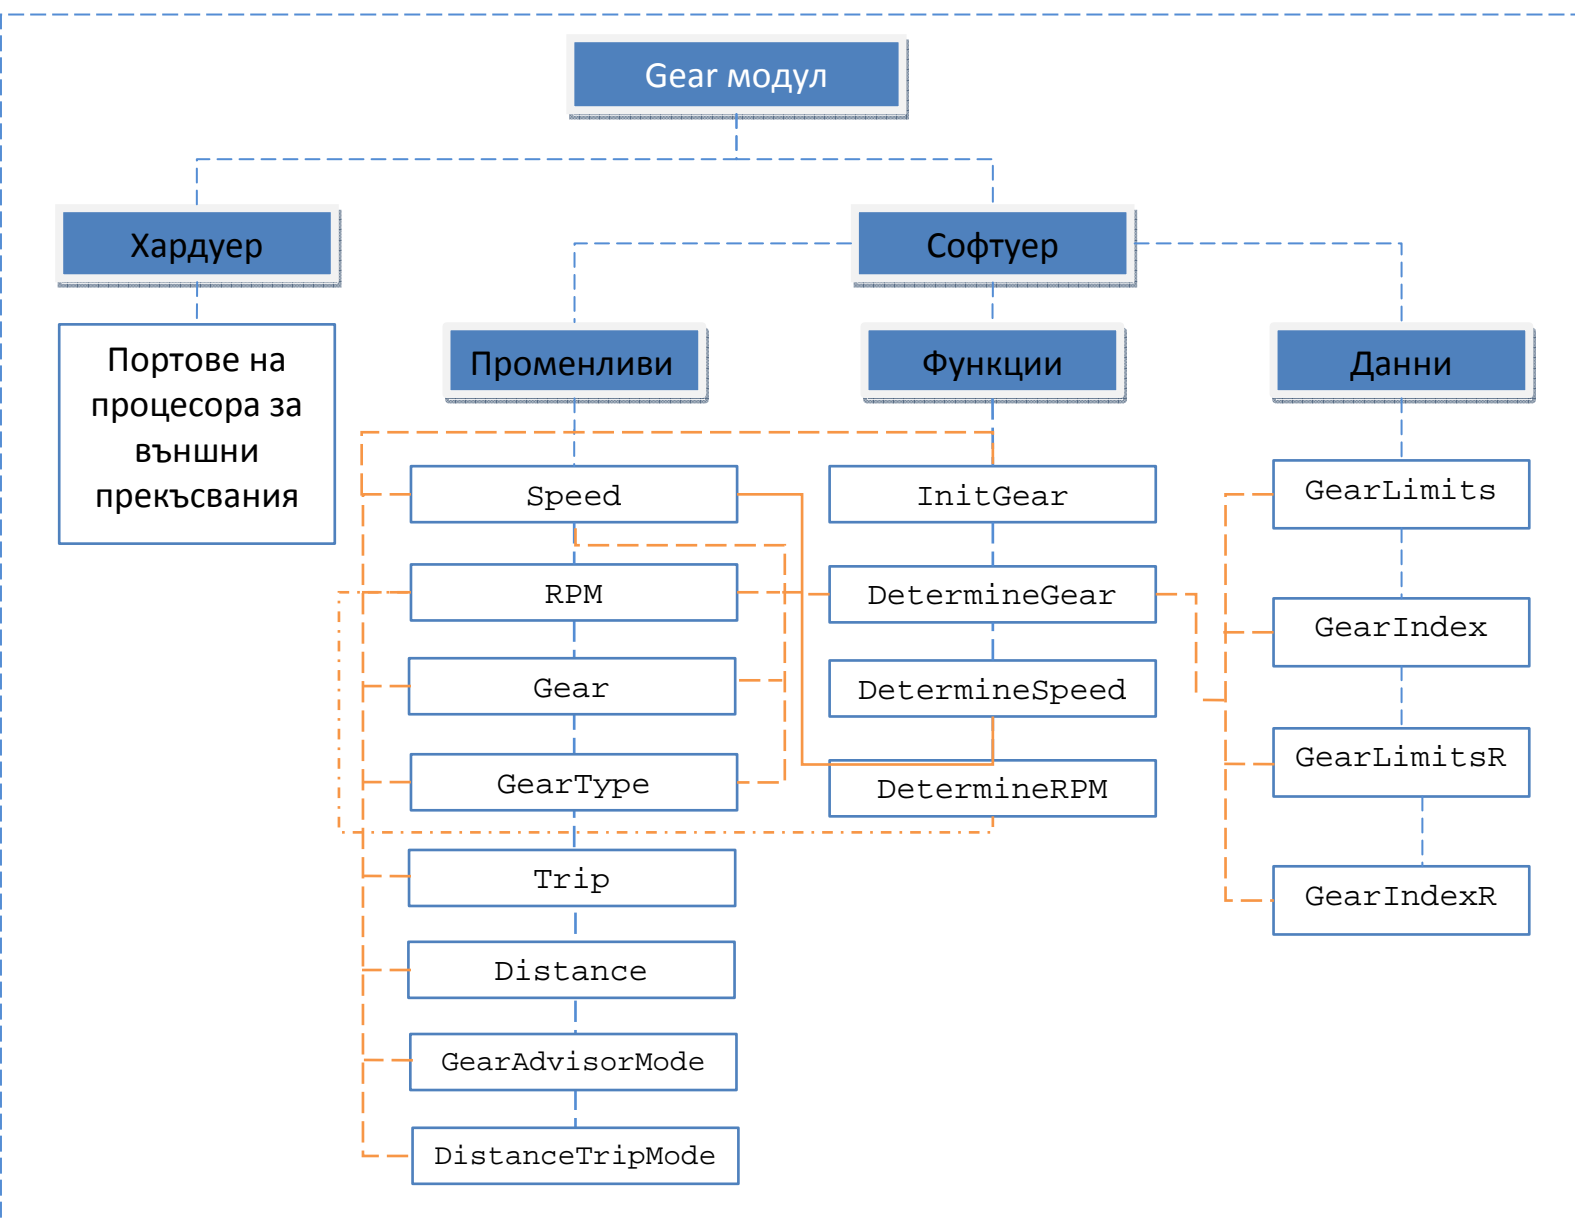 Gear модул
Хардуер
Софтуер
Портове на
процесора за
външни
прекъсвания
Променливи
Функции
Данни
Speed
InitGear
GearLimits
RPM
DetermineGear
GearIndex
Gear
DetermineSpeed
GearType
DetermineRPM
GearLimitsR
Trip
GearIndexR
Distance
GearAdvisorMode
DistanceTripMode